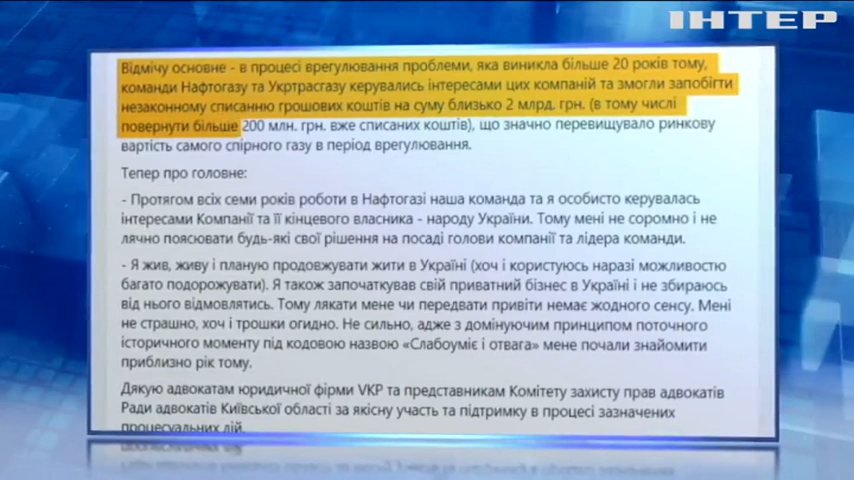 ІНТЕР
Відмічу основне - в процесі врегулювання проблеми, яка виникла більше 20 років тому,
команди Нафтогазу та Укртрасгазу керувались інтересами цих компаній та змогли запобігти
незаконному списанню грошових коштів на суму близько 2 млрд. грн. (в тому числі
повернути більше 200 млн. грн. вже списаних коштів), що значно перевищувало ринкову
вартість самого спірного газу в період врегулювання.
Тепер про головне:
- Протягом всіх семи років роботи в Нафтогазі наша команда та я особисто керувалась
інтересами Компанії та її кінцевого власника - народу України. Тому мені не соромно і не
лячно пояснювати будь-які свої рішення на посаді голови компанії та лідера команди.
- Я жив, живу і планую продовжувати жити в Україні (хоч і користуюсь наразі можливостю
багато подорожувати). Я також започаткував свій приватний бізнес в Україні і не збираюсь
від нього відмовлятись. Тому лякати мене чи передвати привіти немає жодного сенсу. Мені
не страшно, хоч і трошки огидно. Не сильно, адже з домінуючим принципом поточного
історичного моменту під кодовою назвою «Слабоуміє і отвага» мене почали знайомити
приблизно рік тому.
Дякую адвокатам юридичної фірми VKP та представникам Комітету захисту прав адвокатів
Ради адвокатів Київської області за якісну участь та підтримку в процесі зазначених
процесуальних дій.